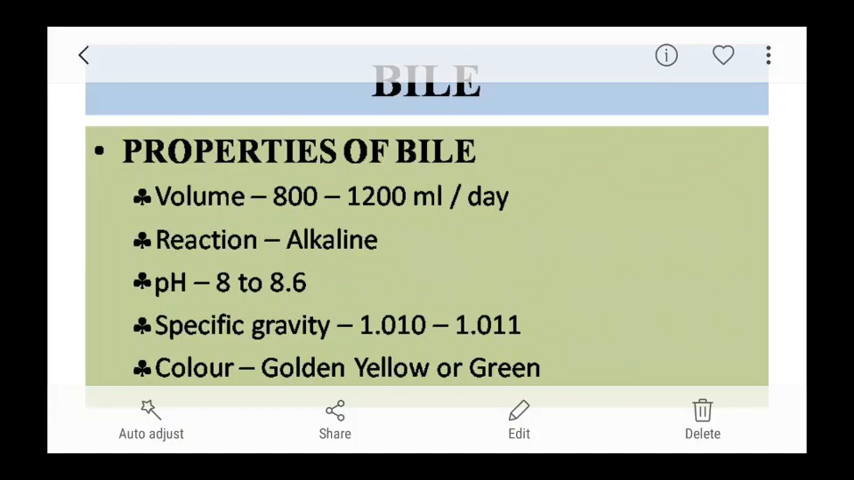 BILE
• PROPERTIES OF BILE
♣Volume – 800 – 1200 ml / day
♣Reaction – Alkaline
♣pH – 8 to 8.6
♣Specific gravity – 1.010 – 1.011
♣Colour – Golden Yellow or Green
Auto adjust Share Edit Delete